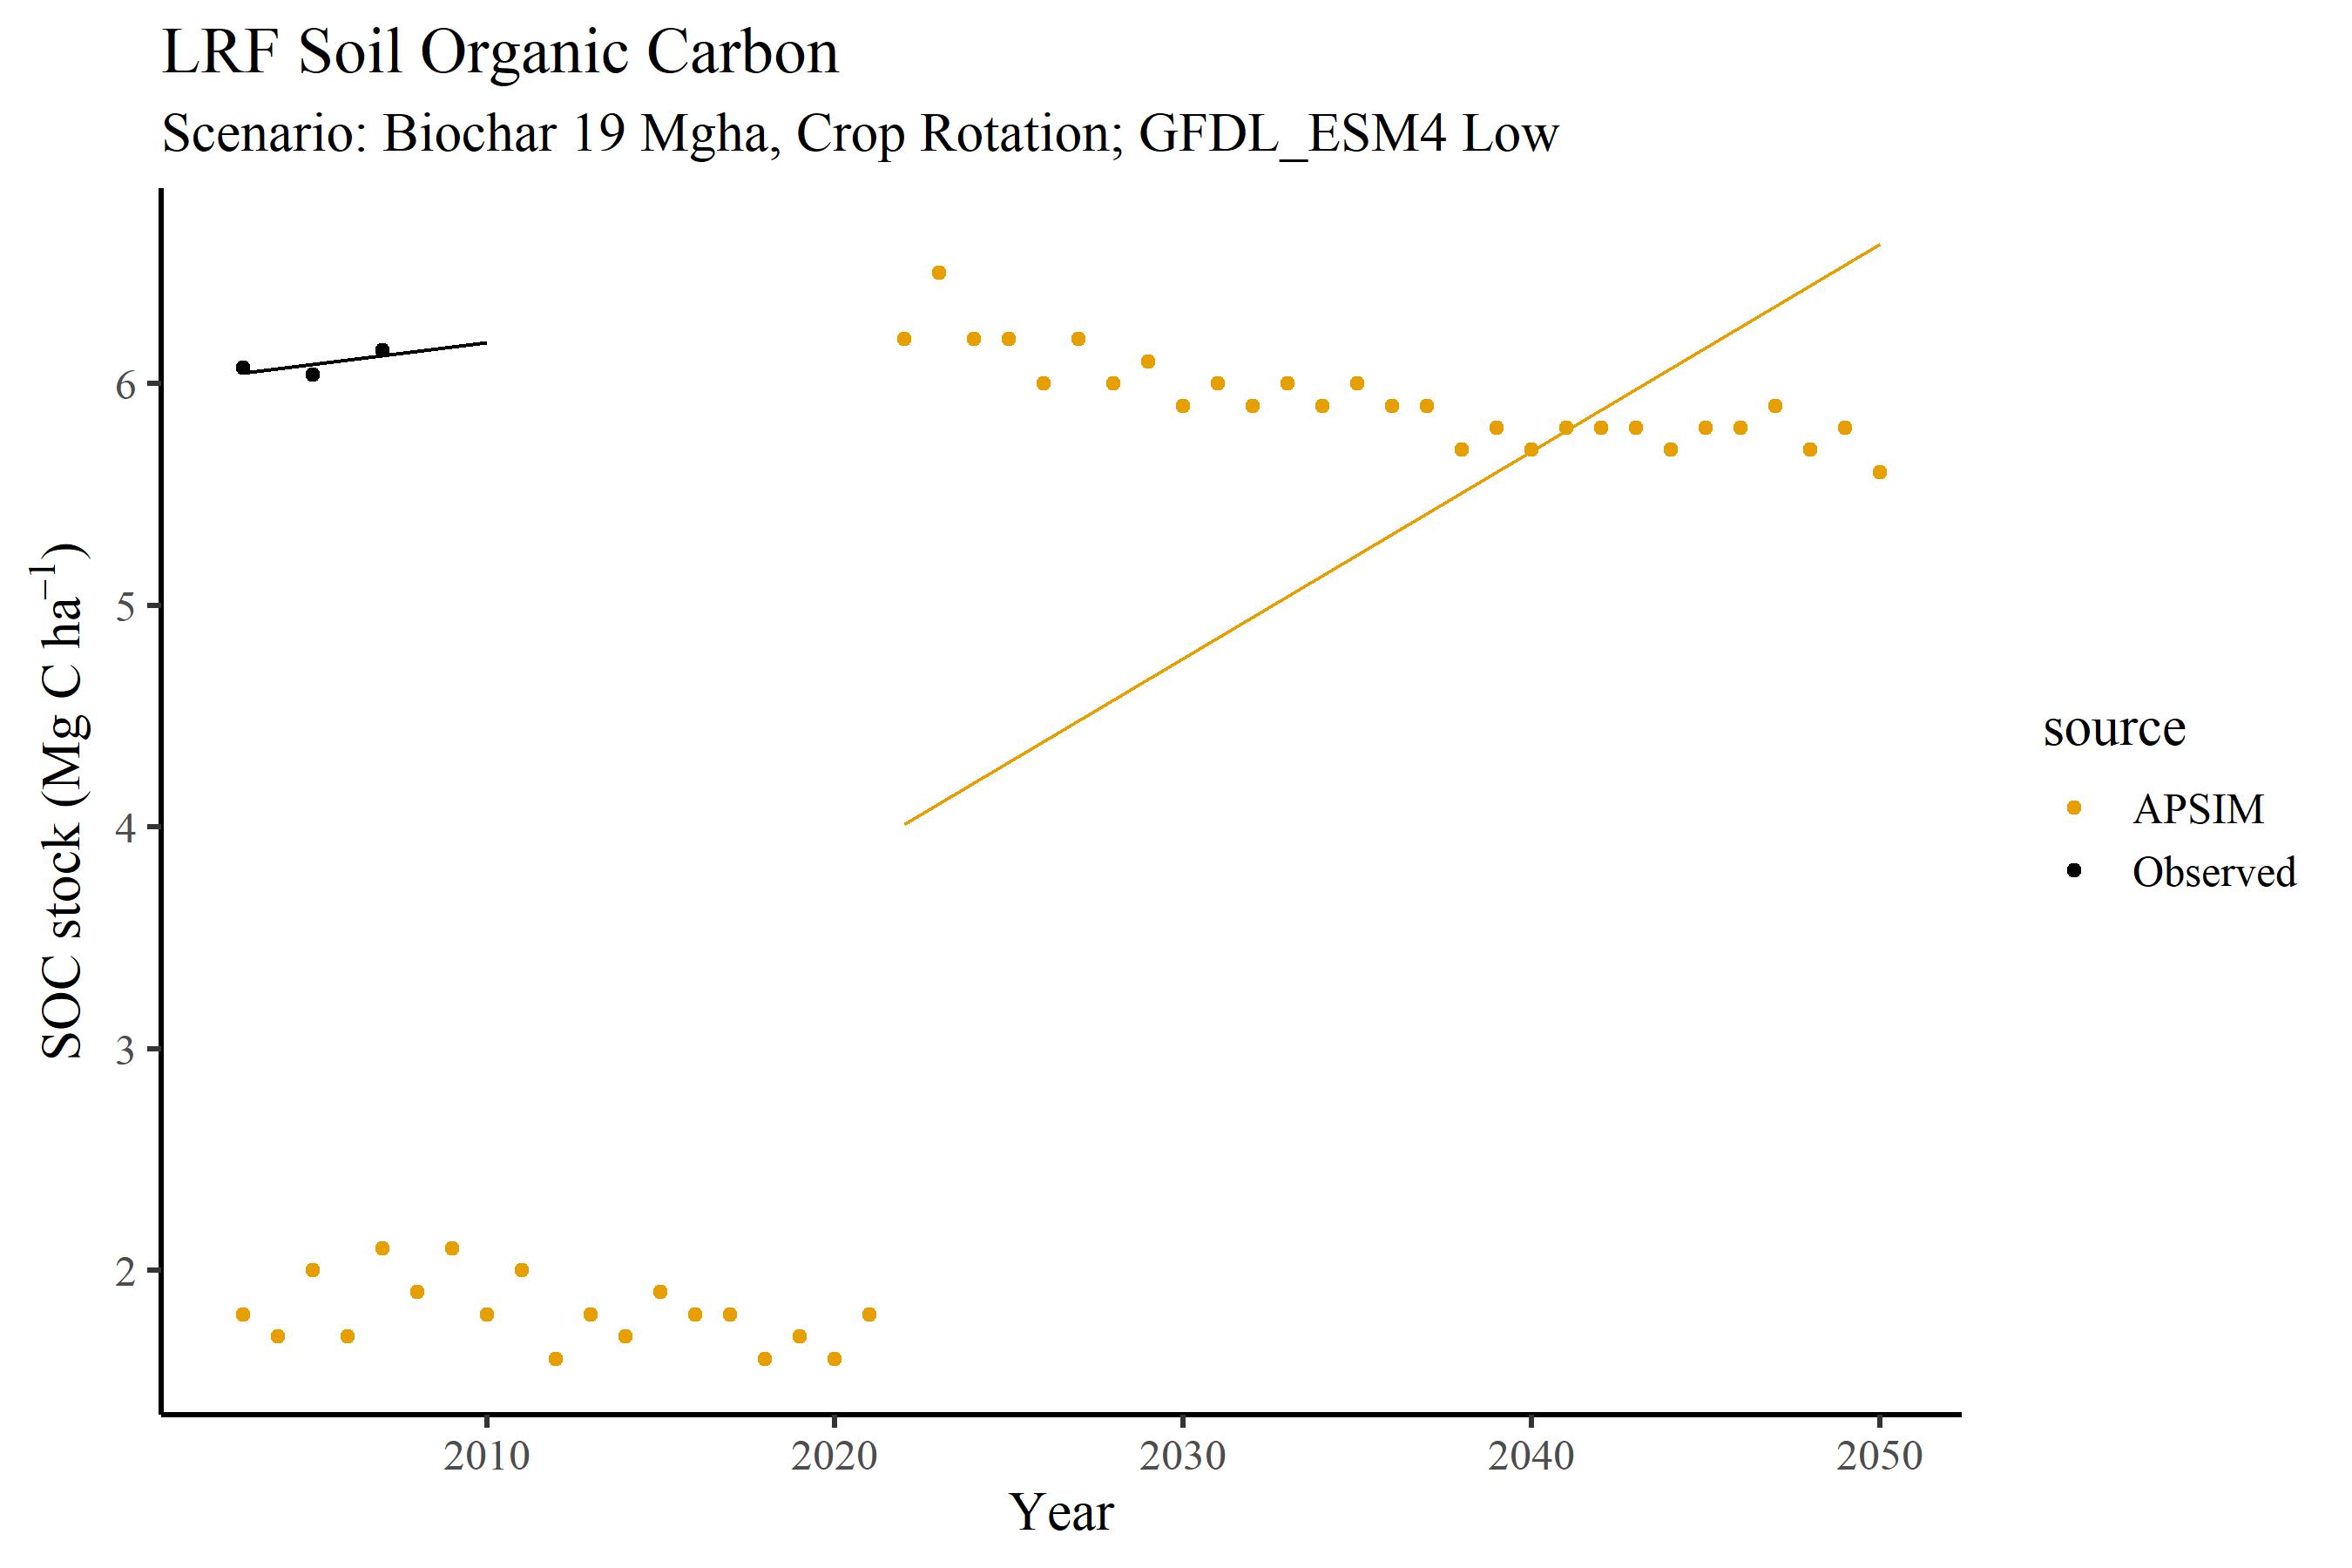 LRF Soil Organic Carbon
Scenario: Biochar 19 Mgha, Crop Rotation; GFDL_ESM4 Low
SOC stock (Mg C ha⁻¹)
6
5
4
3
2
2010
2020
2030
2040
2050
Year
source
APSIM
Observed